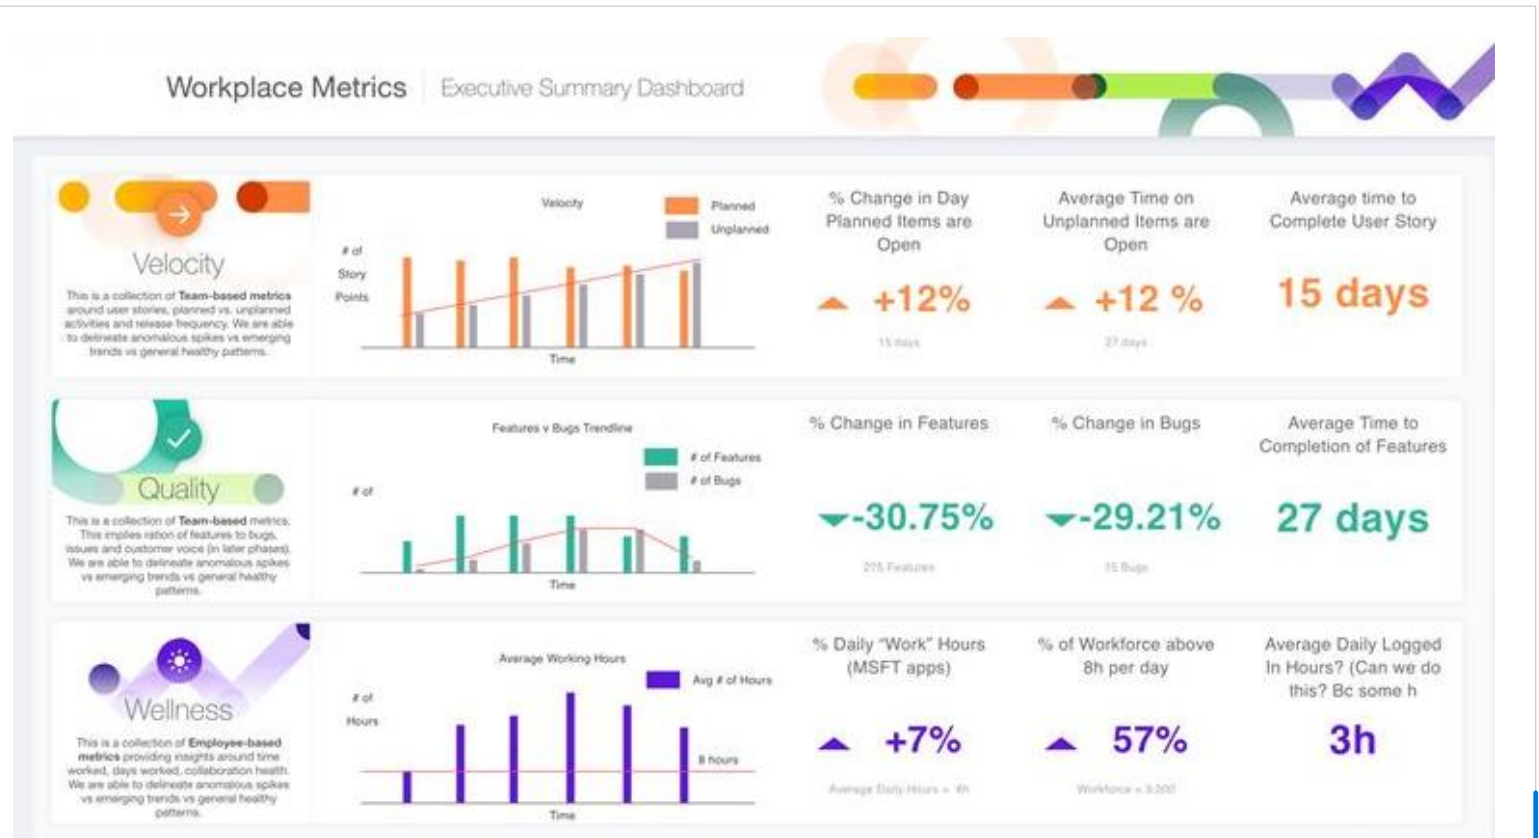 Workplace Metrics
Executive Summary Dashboard
Velocity
This is a collection of Team-based metrics
around user stories, planned vs. unplanned
activities and release frequency. We are able
to delineate anomalous spikes vs emerging
trends vs general healthy patterns.
Velocity
Planned
Unplanned
# of
Story
Points
Time
% Change in Day
Planned Items are
Open
+12%
15 days
Average Time on
Unplanned Items are
Open
+12 %
27 days
Average time to
Complete User Story
15 days
Quality
This is a collection of Team-based metrics.
This implies ration of features to bugs,
issues and customer voice (in later phases).
We are able to delineate anomalous spikes
vs emerging trends vs general healthy
patterns.
Features v Bugs Trendline
# of Features
# of Bugs
# of
Time
% Change in Features
-30.75%
275 Features
% Change in Bugs
-29.21%
15 Bugs
Average Time to
Completion of Features
27 days
Wellness
This is a collection of Employee-based
metrics providing insights around time
worked, days worked, collaboration health.
We are able to delineate anomalous spikes
vs emerging trends vs general healthy
patterns.
Average Working Hours
Avg # of Hours
# of
Hours
8 hours
Time
% Daily “Work” Hours
(MSFT apps)
+7%
Average Daily Hours = 6h
% of Workforce above
8h per day
57%
Workforce = 5,000
Average Daily Logged
In Hours? (Can we do
this? Bc some h
3h